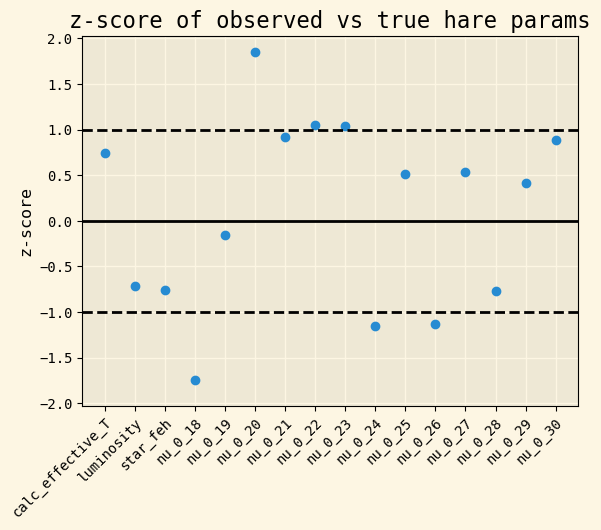 z-score of observed vs true hare params
z-score
2.0
1.5
1.0
0.5
0.0
−0.5
−1.0
−1.5
−2.0
calc_effective_T
luminosity
star_feh
nu_0_18
nu_0_19
nu_0_20
nu_0_21
nu_0_22
nu_0_23
nu_0_24
nu_0_25
nu_0_26
nu_0_27
nu_0_28
nu_0_29
nu_0_30